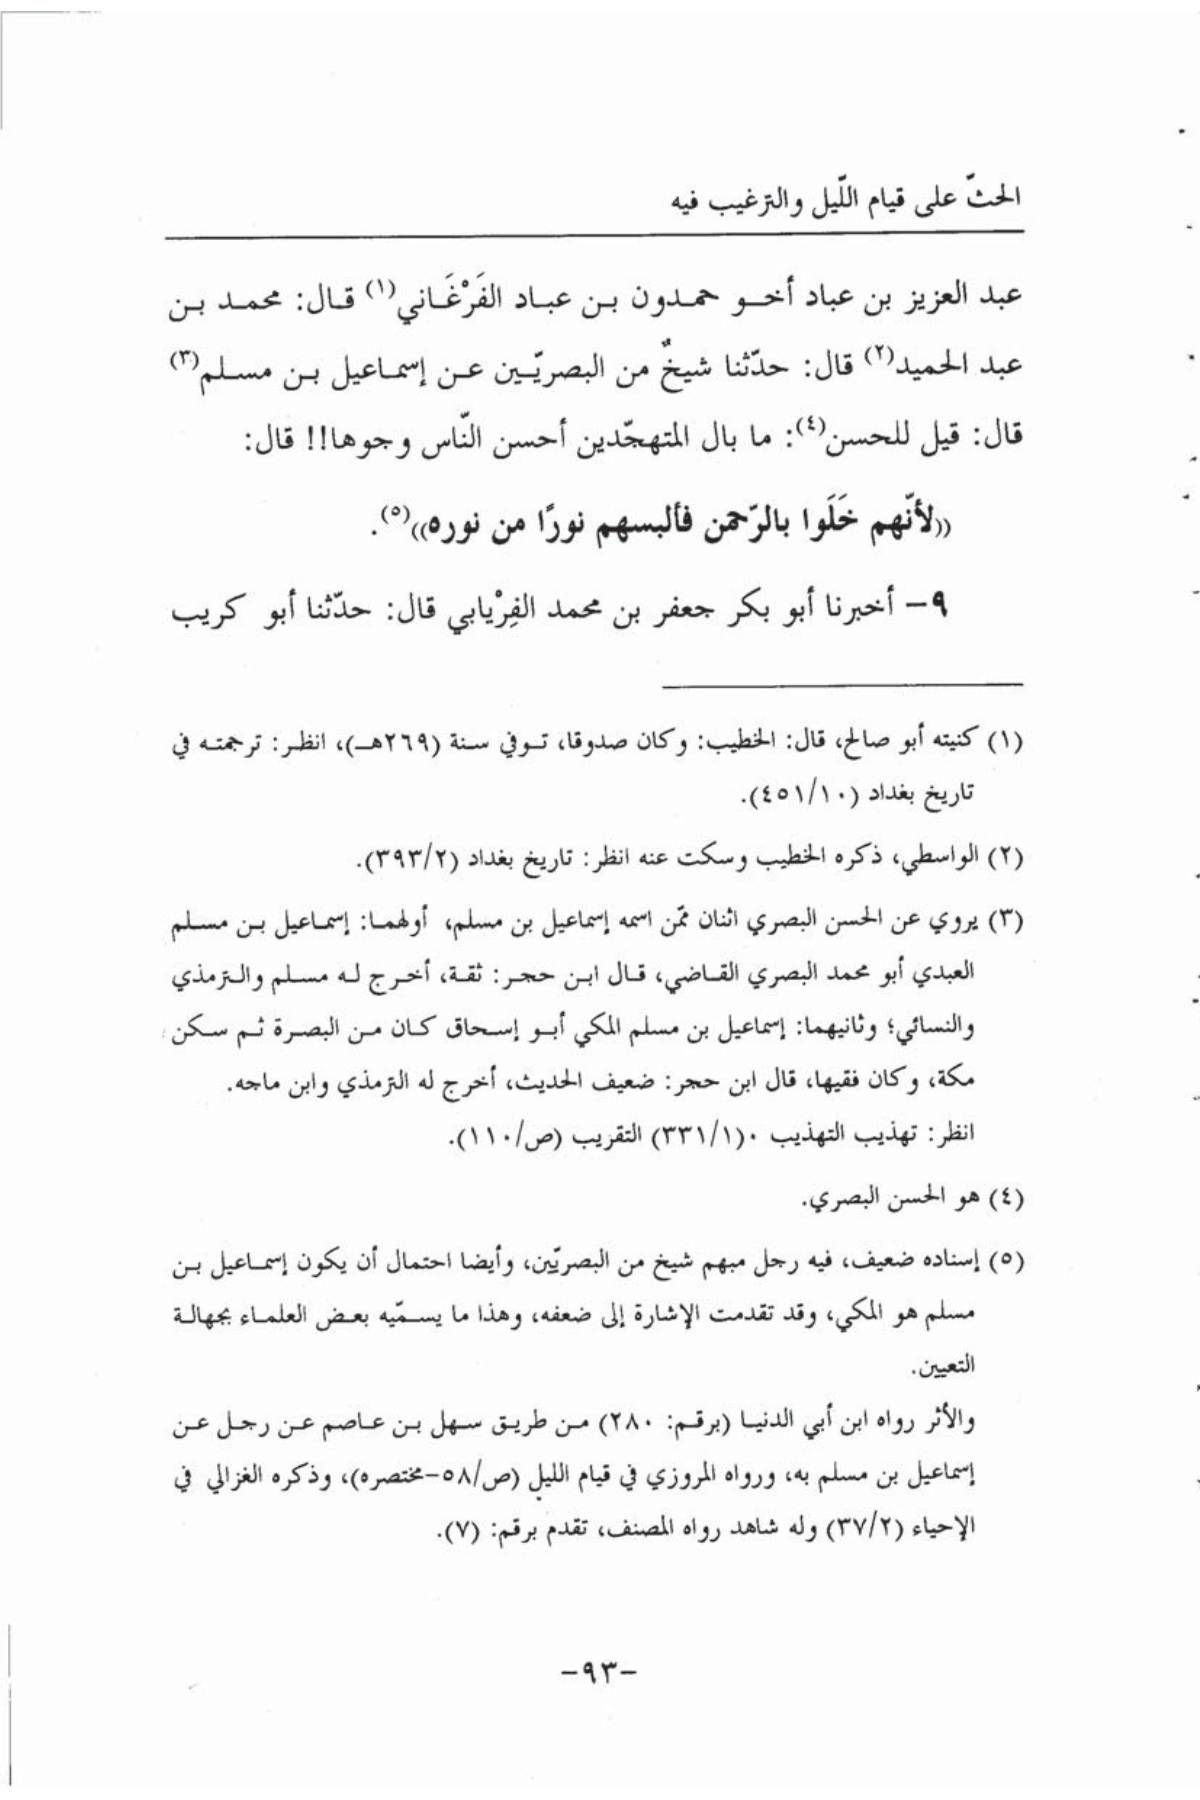 الحثّ على قيام اللّيل والترغيب فيه
عبد العزيز بن عباد أخو حمدون بن عباد الفَرْغَاني(١) قال: محمد بن
عبد الحميد(٢) قال: حدّثنا شيخٌ من البصريّين عن إسماعيل بن مسلم(٣)
قال: قيل للحسن(٤): ما بال المتهجّدين أحسن النّاس وجوها!! قال:
((لأنّهم خَلَوا بالرّحمن فألبسهم نورًا من نوره))(٥).
٩- أخبرنا أبو بكر جعفر بن محمد الفِرْيابي قال: حدّثنا أبو كريب
(١) كنيته أبو صالح، قال: الخطيب: وكان صدوقا، توفي سنة (٢٦٩هـ)، انظر: ترجمته في
تاريخ بغداد (٤٥١/١٠).
(٢) الواسطي، ذكره الخطيب وسكت عنه انظر: تاريخ بغداد (٣٩٣/٢).
(٣) يروي عن الحسن البصري اثنان ممّن اسمه إسماعيل بن مسلم، أولهما: إسماعيل بن مسلم
العبدي أبو محمد البصري القاضي، قال ابن حجر: ثقة، أخرج له مسلم والترمذي
والنسائي؛ وثانيهما: إسماعيل بن مسلم المكي أبو إسحاق كان من البصرة ثم سكن
مكة، وكان فقيها، قال ابن حجر: ضعيف الحديث، أخرج له الترمذي وابن ماجه.
انظر: تهذيب التهذيب ٠(٣٣١/١) التقريب (ص/١١٠).
(٤) هو الحسن البصري.
(٥) إسناده ضعيف، فيه رجل مبهم شيخ من البصريّين، وأيضا احتمال أن يكون إسماعيل بن
مسلم هو المكي، وقد تقدمت الإشارة إلى ضعفه، وهذا ما يسمّيه بعض العلماء بجهالة
التعيين.
والأثر رواه ابن أبي الدنيا (برقم: ٢٨٠) من طريق سهل بن عاصم عن رجل عن
إسماعيل بن مسلم به، ورواه المروزي في قيام الليل (ص/٥٨-مختصره)، وذكره الغزالي في
الإحياء (٣٧/٢) وله شاهد رواه المصنف، تقدم برقم: (٧).
-٩٣-